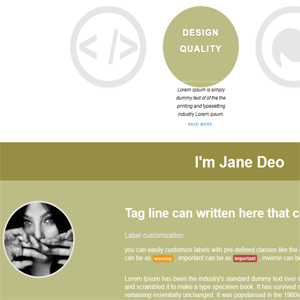 </>
DESIGN
QUALITY
Lorem Ipsum is simply
dummy text of the the
printing and typesetting
industry Lorem Ipsum.
READ MORE
I'm Jane Deo
Tag line can written here that c
Label customization
you can easily customize labels with pre-defined classes like
can be as warning , important can be as important , inverse can be
Lorem Ipsum has been the industry's standard dummy text ever s
and scrambled it to make a type specimen book. It has survived
remaining essentially unchanged. It was popularised in the 1960s